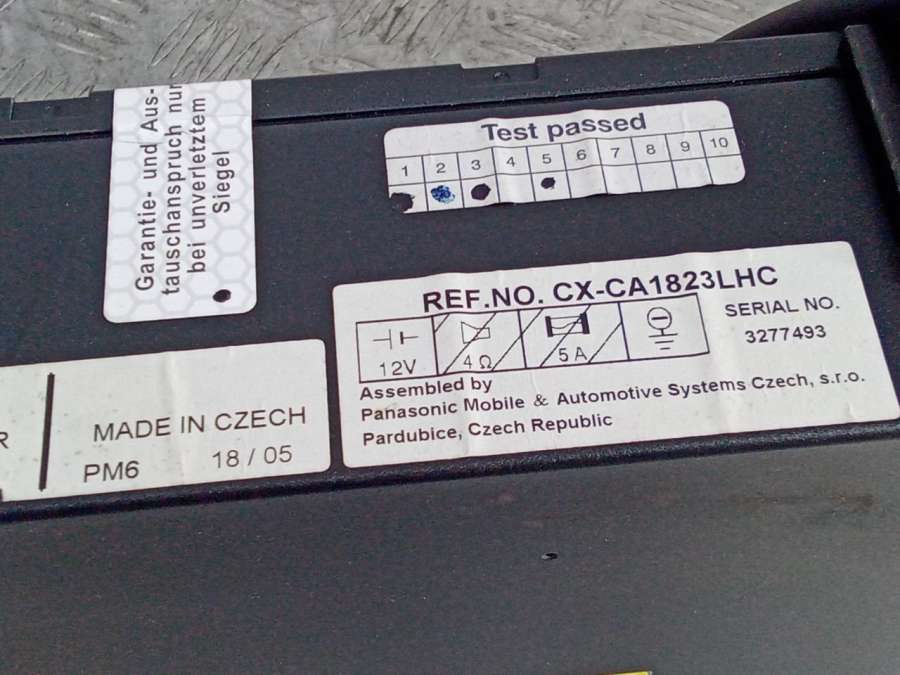 Garantie- und Aus-
tauschanspruch nur
bei unverletztem
Siegel
Test passed
1 2 3 4 5 6 7 8 9 10
REF.NO. CX-CA1823LHC
12V 4 Ω 5 A
SERIAL NO.
3277493
Assembled by
Panasonic Mobile & Automotive Systems Czech, s.r.o.
Pardubice, Czech Republic
R
MADE IN CZECH
PM6 18 / 05